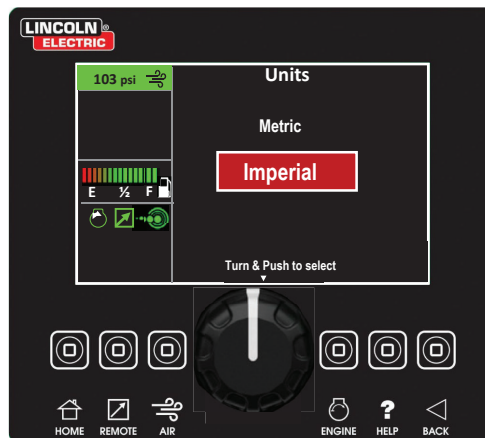 LINCOLN ®
ELECTRIC
103 psi
Units
Metric
Imperial
E ½ F
Turn & Push to select
HOME REMOTE AIR ENGINE ? HELP BACK